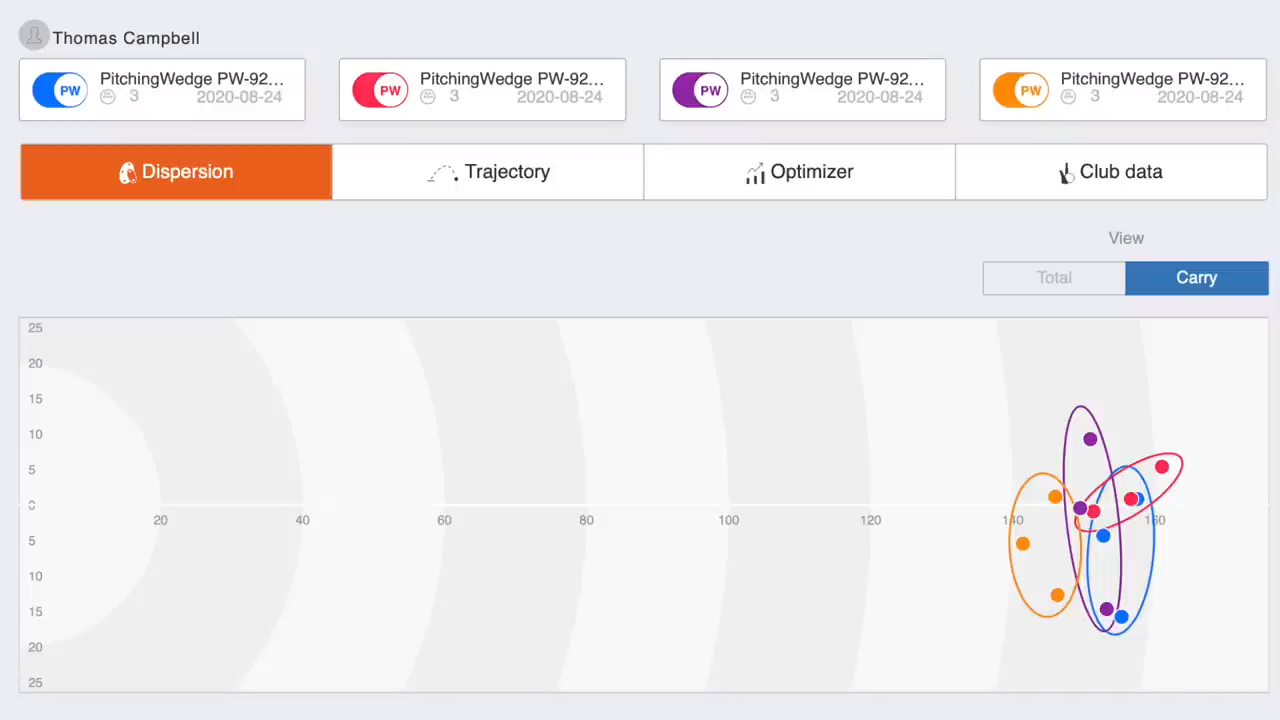 Thomas Campbell
PW PitchingWedge PW-92...
3 2020-08-24
PW PitchingWedge PW-92...
3 2020-08-24
PW PitchingWedge PW-92...
3 2020-08-24
PW PitchingWedge PW-92...
3 2020-08-24
Dispersion Trajectory Optimizer Club data
View
Total Carry
25
20
15
10
5
0
20 40 60 80 100 120 140 160
5
10
15
20
25